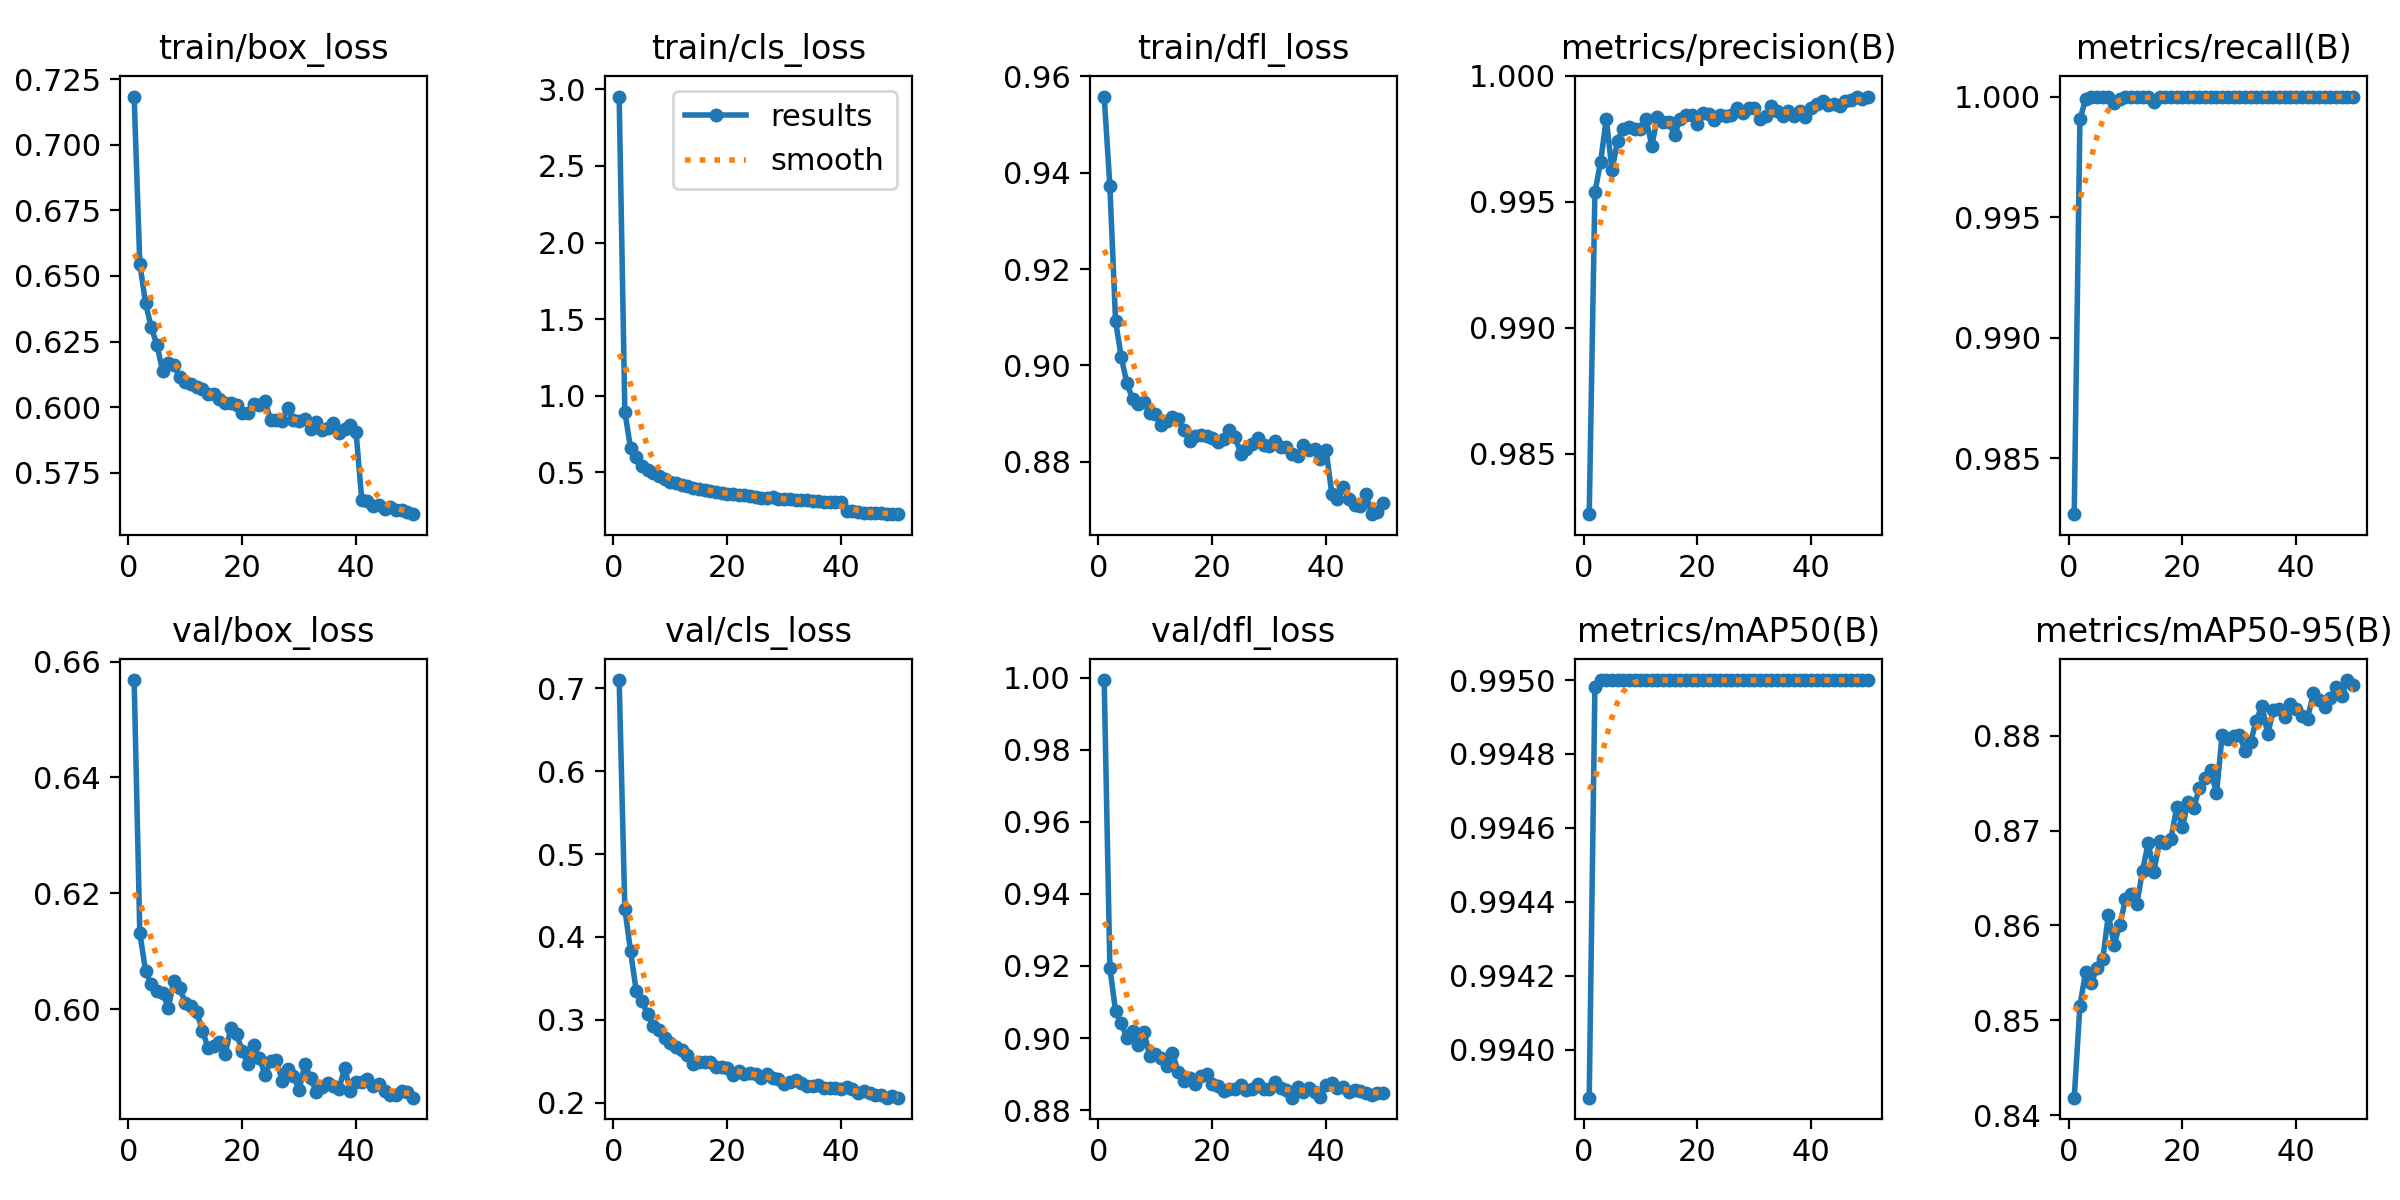 train/box_loss
0.725
0.700
0.675
0.650
0.625
0.600
0.575
0 20 40
train/cls_loss
results
smooth
3.0
2.5
2.0
1.5
1.0
0.5
0 20 40
train/dfl_loss
0.96
0.94
0.92
0.90
0.88
0 20 40
metrics/precision(B)
1.000
0.995
0.990
0.985
0 20 40
metrics/recall(B)
1.000
0.995
0.990
0.985
0 20 40
val/box_loss
0.66
0.64
0.62
0.60
0 20 40
val/cls_loss
0.7
0.6
0.5
0.4
0.3
0.2
0 20 40
val/dfl_loss
1.00
0.98
0.96
0.94
0.92
0.90
0.88
0 20 40
metrics/mAP50(B)
0.9950
0.9948
0.9946
0.9944
0.9942
0.9940
0 20 40
metrics/mAP50-95(B)
0.88
0.87
0.86
0.85
0.84
0 20 40